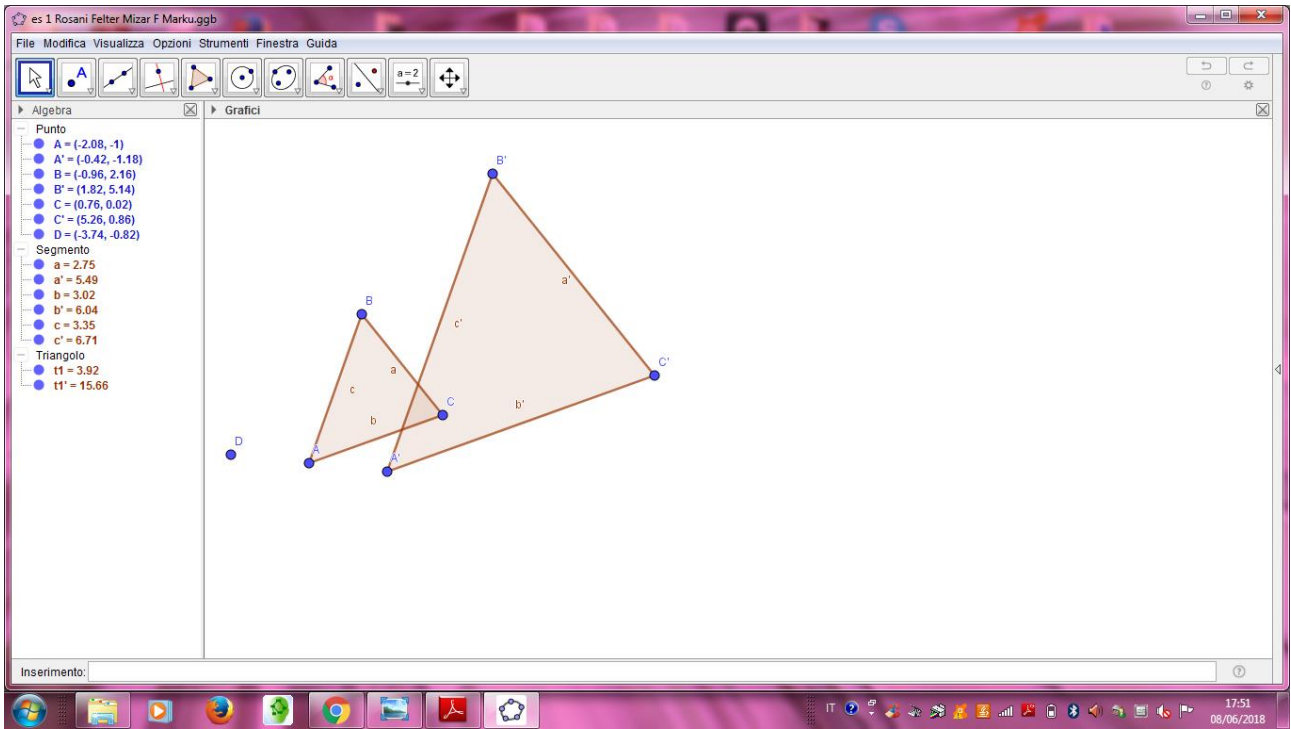 es 1 Rosani Felter Mizar F Marku.ggb
File Modifica Visualizza Opzioni Strumenti Finestra Guida
A
α
a=2
Algebra
Grafici
Punto
A = (-2.08, -1)
A' = (-0.42, -1.18)
B = (-0.96, 2.16)
B' = (1.82, 5.14)
C = (0.76, 0.02)
C' = (5.26, 0.86)
D = (-3.74, -0.82)
Segmento
a = 2.75
a' = 5.49
b = 3.02
b' = 6.04
c = 3.35
c' = 6.71
Triangolo
t1 = 3.92
t1' = 15.66
B'
a'
B
c'
C'
a
c
C
b'
b
D
A
A'
Inserimento:
IT
17:51
08/06/2018